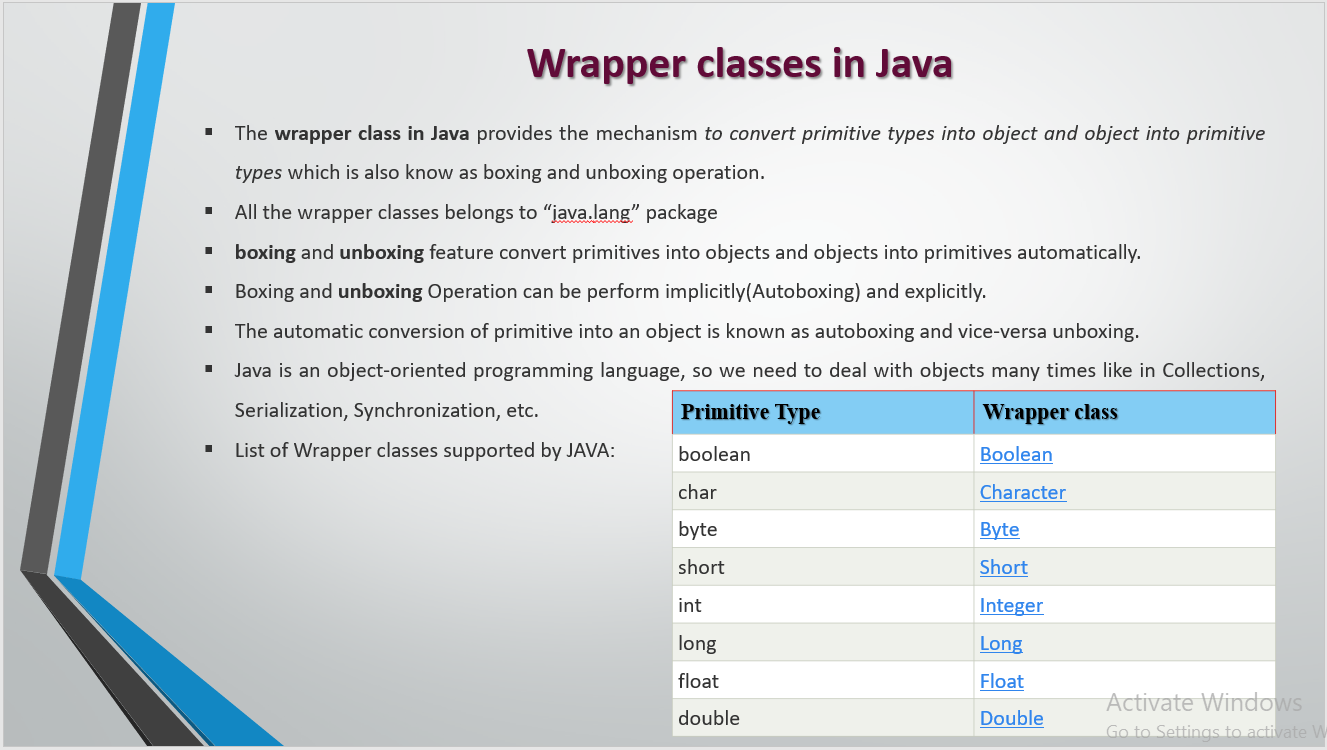 Wrapper classes in Java
▪ The wrapper class in Java provides the mechanism to convert primitive types into object and object into primitive
types which is also know as boxing and unboxing operation.
▪ All the wrapper classes belongs to “java.lang” package
▪ boxing and unboxing feature convert primitives into objects and objects into primitives automatically.
▪ Boxing and unboxing Operation can be perform implicitly(Autoboxing) and explicitly.
▪ The automatic conversion of primitive into an object is known as autoboxing and vice-versa unboxing.
▪ Java is an object-oriented programming language, so we need to deal with objects many times like in Collections,
Serialization, Synchronization, etc.
▪ List of Wrapper classes supported by JAVA:
Primitive Type Wrapper class
boolean Boolean
char Character
byte Byte
short Short
int Integer
long Long
float Float
double Double
Activate Windows
Go to Settings to activate W